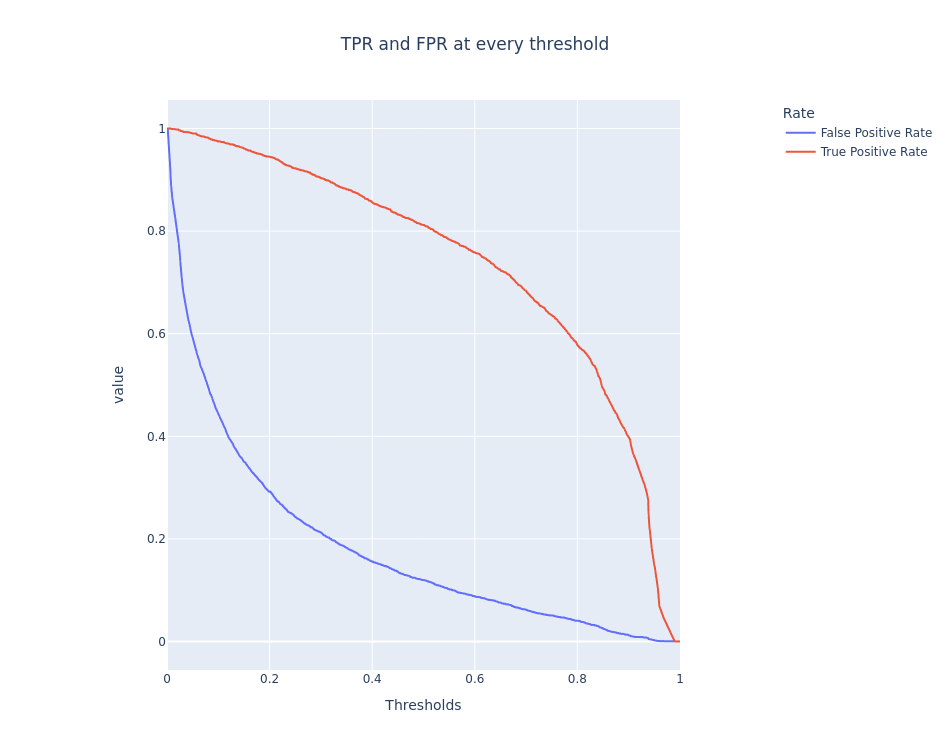 TPR and FPR at every threshold
Rate
False Positive Rate
True Positive Rate
value
1
0.8
0.6
0.4
0.2
0
0 0.2 0.4 0.6 0.8 1
Thresholds